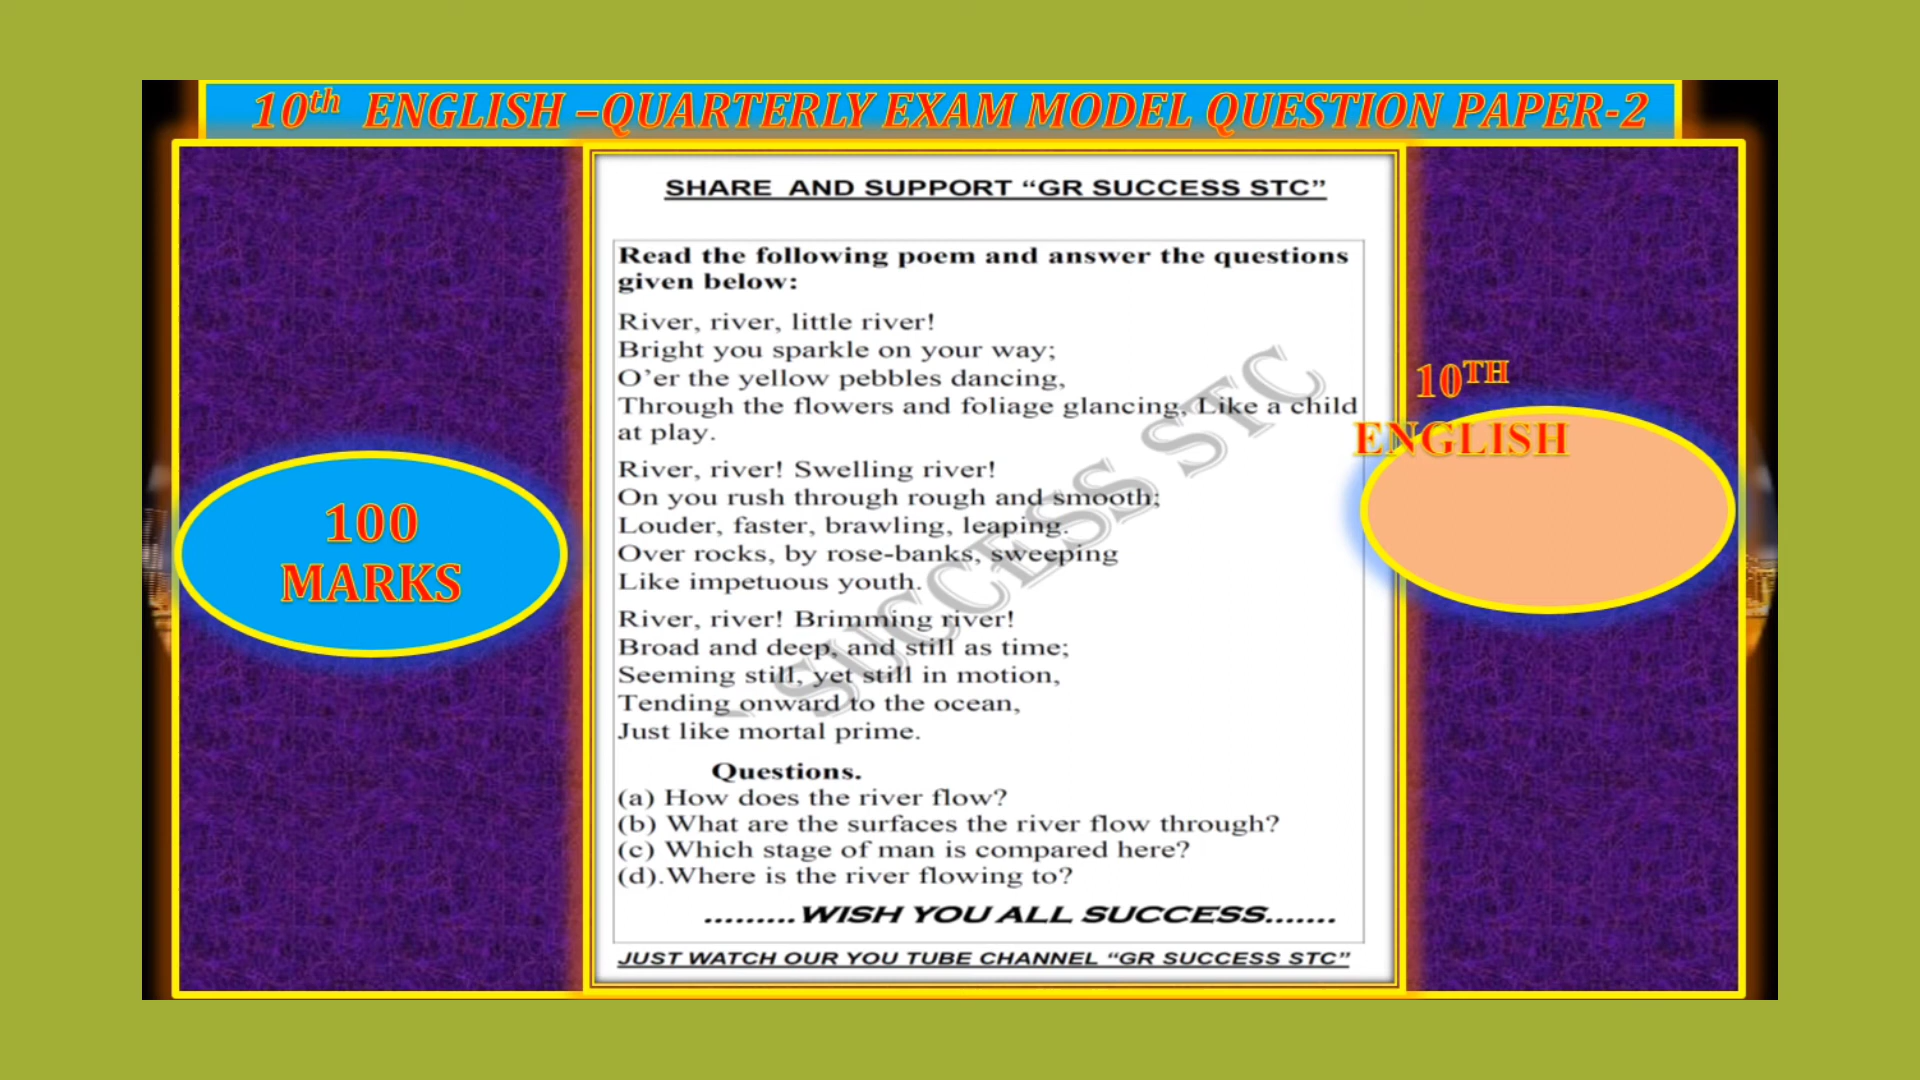 10th ENGLISH –QUARTERLY EXAM MODEL QUESTION PAPER-2
SHARE AND SUPPORT “GR SUCCESS STC”
Read the following poem and answer the questions
given below:
River, river, little river!
Bright you sparkle on your way;
O’er the yellow pebbles dancing,
Through the flowers and foliage glancing, Like a child
at play.
River, river! Swelling river!
On you rush through rough and smooth;
Louder, faster, brawling, leaping.
Over rocks, by rose-banks, sweeping
Like impetuous youth.
River, river! Brimming river!
Broad and deep, and still as time;
Seeming still, yet still in motion,
Tending onward to the ocean,
Just like mortal prime.
Questions.
(a) How does the river flow?
(b) What are the surfaces the river flow through?
(c) Which stage of man is compared here?
(d).Where is the river flowing to?
.........WISH YOU ALL SUCCESS.......
JUST WATCH OUR YOU TUBE CHANNEL “GR SUCCESS STC”
SUCCESS STC
100
MARKS
10TH
ENGLISH